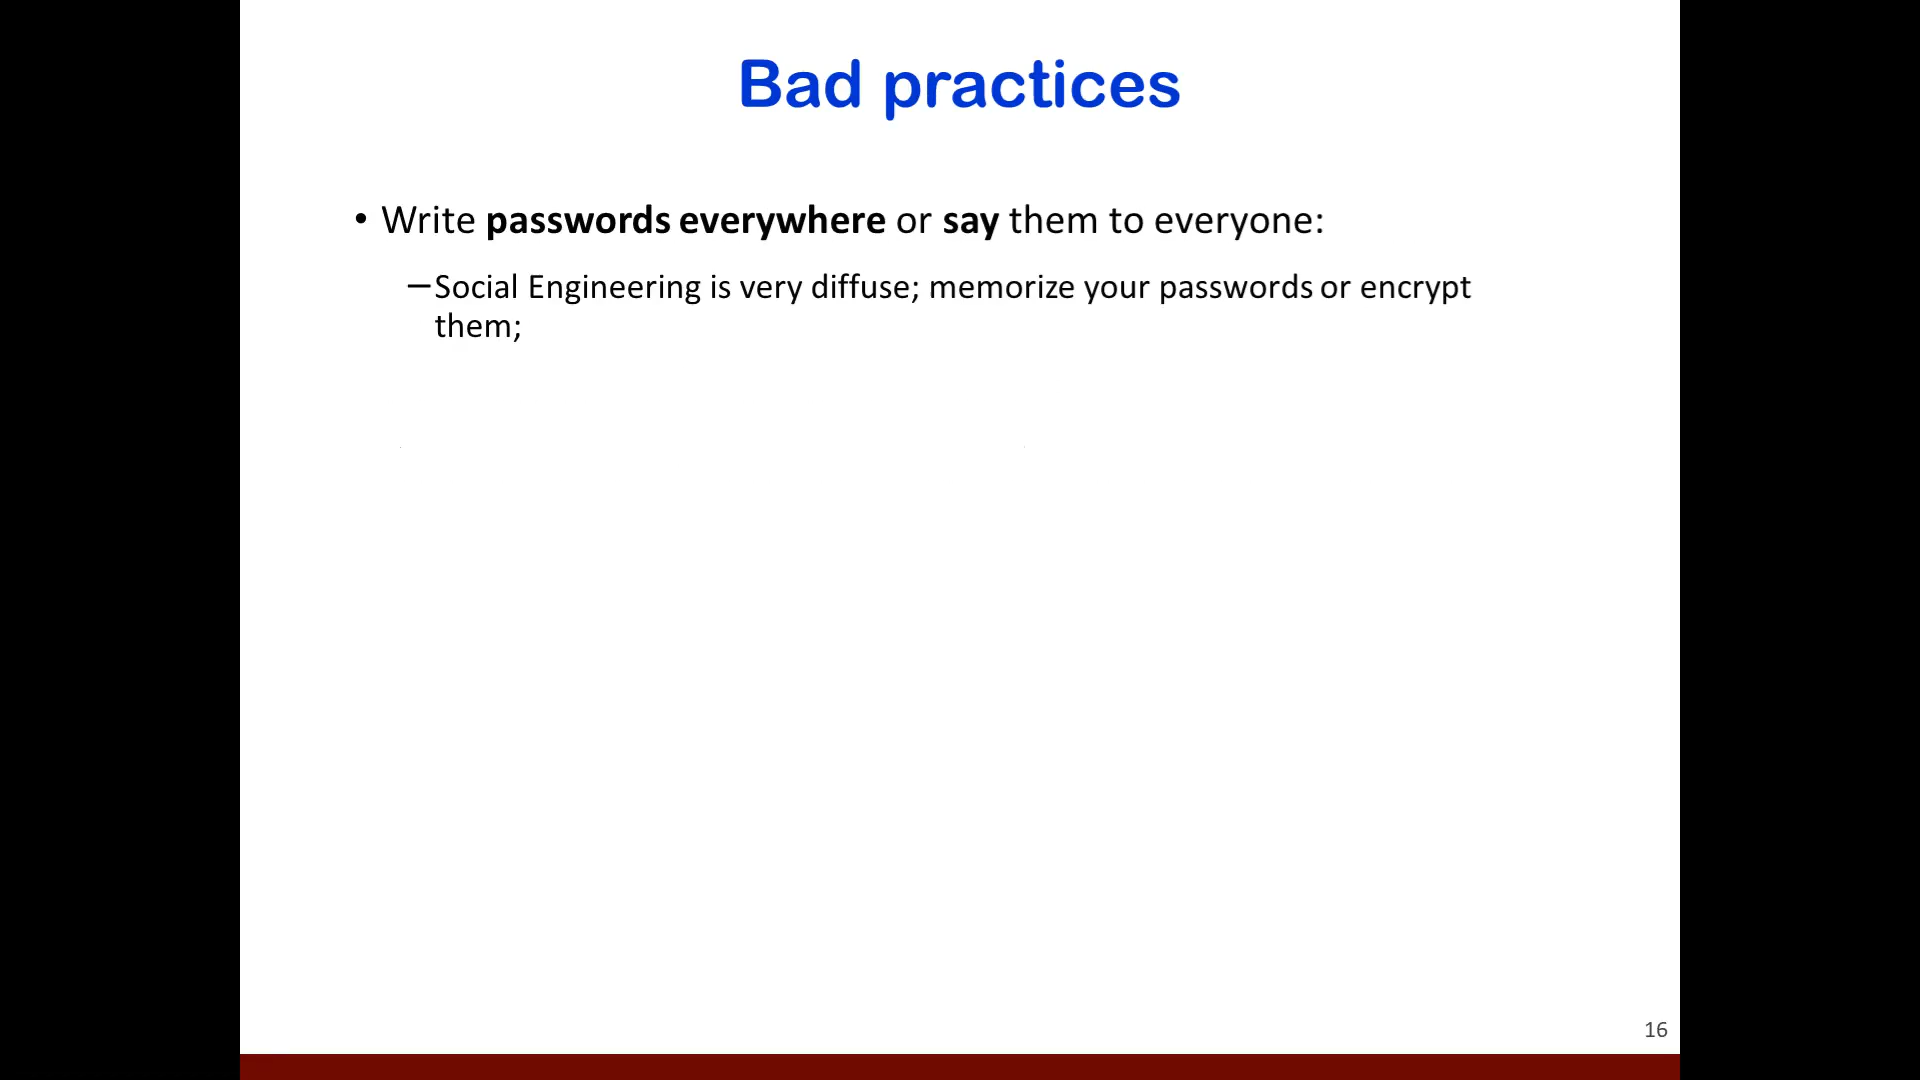 Bad practices
• Write passwords everywhere or say them to everyone:
–Social Engineering is very diffuse; memorize your passwords or encrypt
them;
16